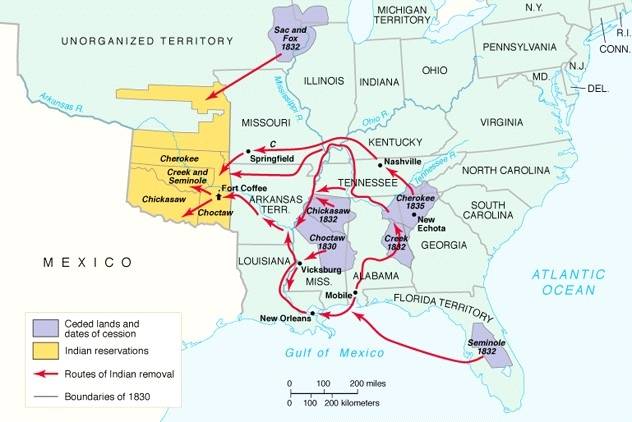 MICHIGAN
TERRITORY
N.Y.
R.I.
CONN.
Sac and
Fox
1832
UNORGANIZED TERRITORY
PENNSYLVANIA
N.J.
MD.
DEL.
ILLINOIS
INDIANA
OHIO
Arkansas R.
Mississippi R.
Ohio R.
MISSOURI
VIRGINIA
C
Springfield
KENTUCKY
Nashville
Tennessee R.
Cherokee
Creek and
Seminole
Fort Coffee
Chickasaw
Choctaw
ARKANSAS
TERR.
TENNESSEE
NORTH CAROLINA
Chickasaw
1832
Cherokee
1835
New
Echota
SOUTH
CAROLINA
Choctaw
1830
Creek
1832
GEORGIA
MEXICO
LOUISIANA
Vicksburg
MISS.
ALABAMA
ATLANTIC
OCEAN
Mobile
FLORIDA TERRITORY
New Orleans
Seminole
1832
Gulf of Mexico
Ceded lands and
dates of cession
Indian reservations
Routes of Indian removal
Boundaries of 1830
0 100 200 miles
0 100 200 kilometers